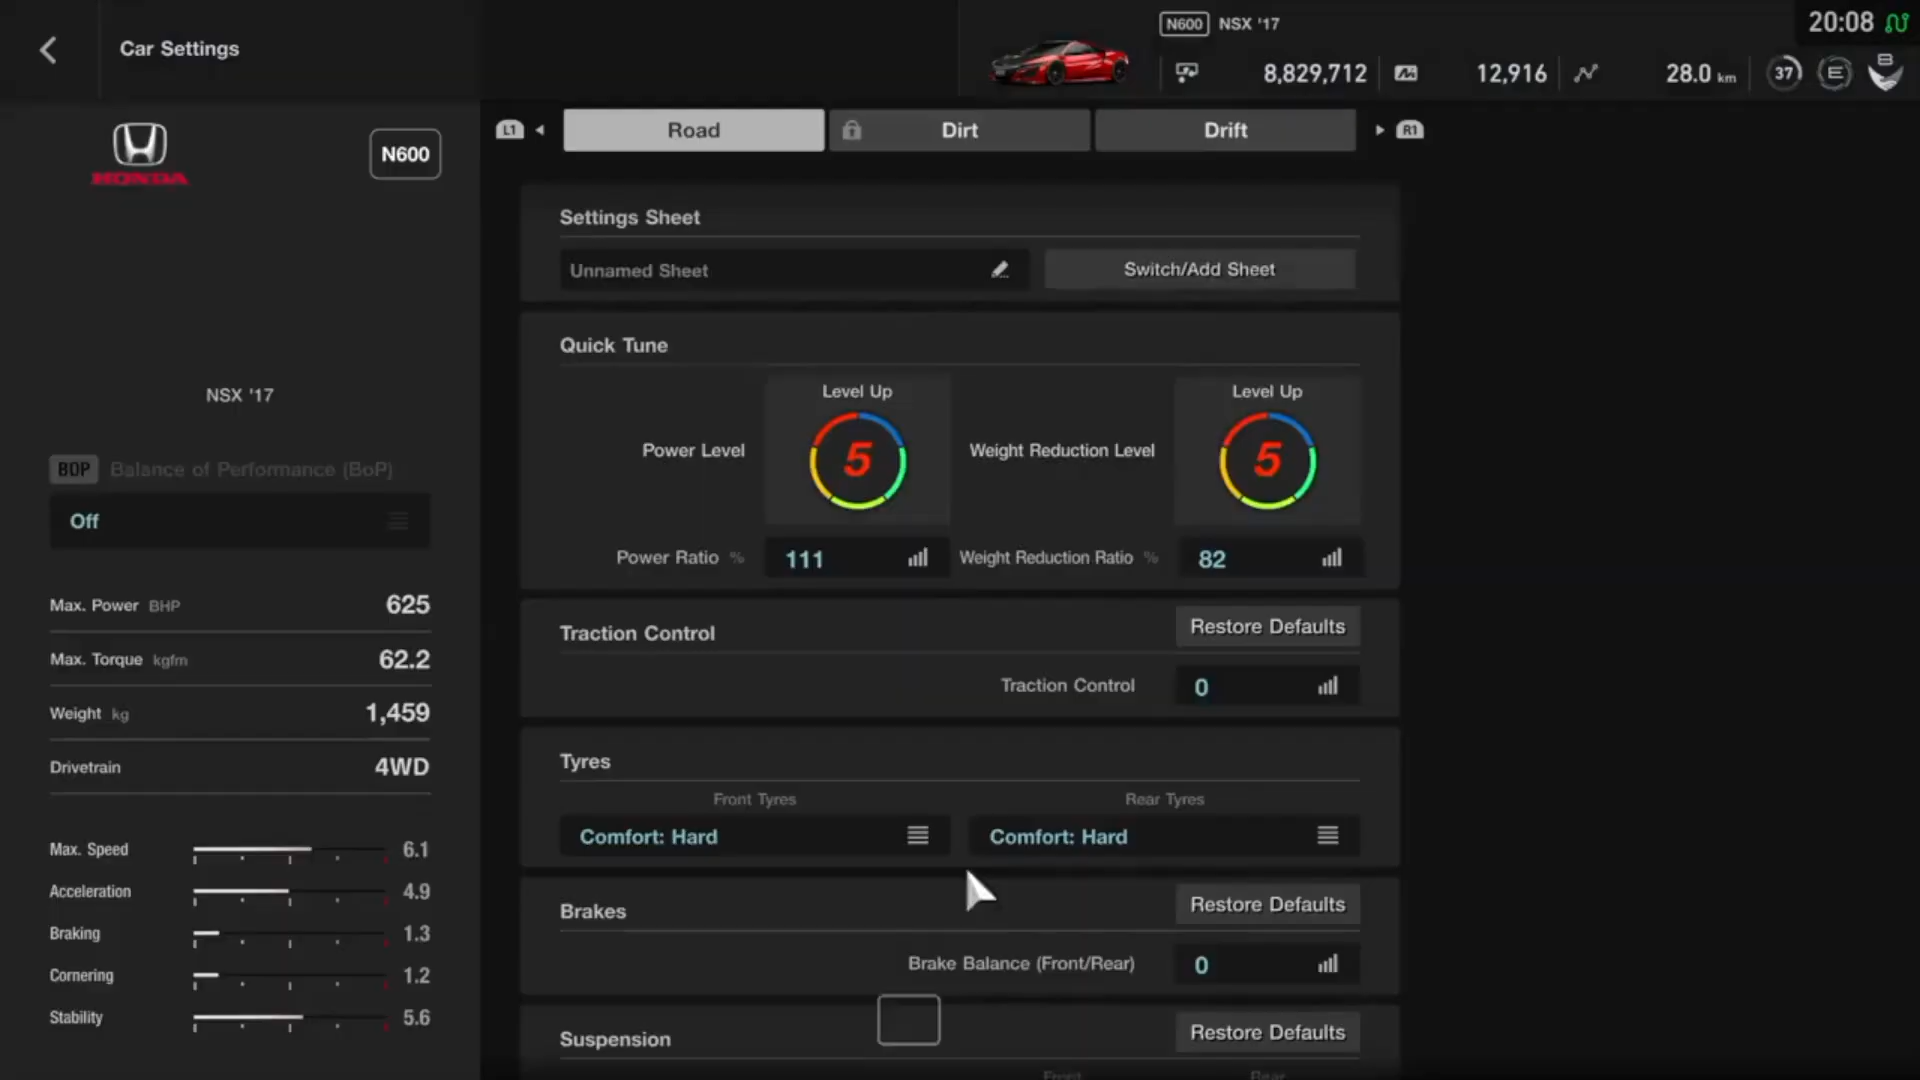 Car Settings
N600 NSX '17
20:08
8,829,712
12,916
28.0 km
37
E
B
HONDA
N600
L1
Road
Dirt
Drift
R1
Settings Sheet
Unnamed Sheet
Switch/Add Sheet
Quick Tune
NSX '17
Level Up
Level Up
Power Level
5
Weight Reduction Level
5
Power Ratio %
111
Weight Reduction Ratio %
82
BOP Balance of Performance (BoP)
Off
Max. Power BHP 625
Max. Torque kgfm 62.2
Weight kg 1,459
Drivetrain 4WD
Traction Control
Restore Defaults
Traction Control 0
Tyres
Front Tyres
Rear Tyres
Comfort: Hard
Comfort: Hard
Max. Speed 6.1
Acceleration 4.9
Braking 1.3
Cornering 1.2
Stability 5.6
Brakes
Restore Defaults
Brake Balance (Front/Rear) 0
Suspension
Restore Defaults
Front
Rear